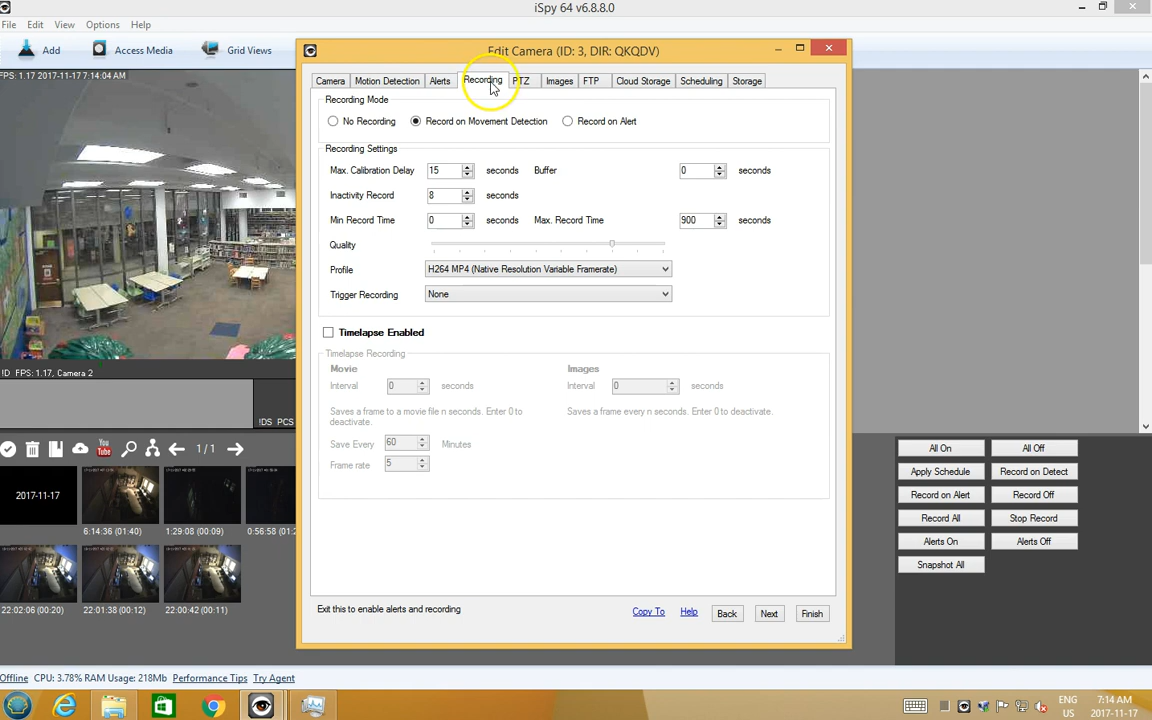 iSpy 64 v6.8.8.0
File Edit View Options Help
Add Access Media Grid Views
FPS: 1.17 2017-11-17 7:14:04 AM
Edit Camera (ID: 3, DIR: QKQDV)
Camera Motion Detection Alerts Recording PTZ Images FTP Cloud Storage Scheduling Storage
Recording Mode
No Recording Record on Movement Detection Record on Alert
Recording Settings
Max. Calibration Delay 15 seconds Buffer 0 seconds
Inactivity Record 8 seconds
Min Record Time 0 seconds Max. Record Time 900 seconds
Quality
Profile H264 MP4 (Native Resolution Variable Framerate)
Trigger Recording None
Timelapse Enabled
Timelapse Recording
Movie Images
Interval 0 seconds Interval 0 seconds
Saves a frame to a movie file n seconds. Enter 0 to
deactivate.
Saves a frame every n seconds. Enter 0 to deactivate.
Save Every 60 Minutes
Frame rate 5
Exit this to enable alerts and recording
Copy To Help Back Next Finish
!D FPS: 1.17, Camera 2
!DS PCS
You
Tube
1/1
2017-11-17
6:14:36 (01:40) 1:29:08 (00:09)
22:02:06 (00:20) 22:01:38 (00:12) 22:00:42 (00:11)
All On All Off
Apply Schedule Record on Detect
Record on Alert Record Off
Record All Stop Record
Alerts On Alerts Off
Snapshot All
Offline CPU: 3.78% RAM Usage: 218Mb Performance Tips Try Agent
ENG
US
7:14 AM
2017-11-17